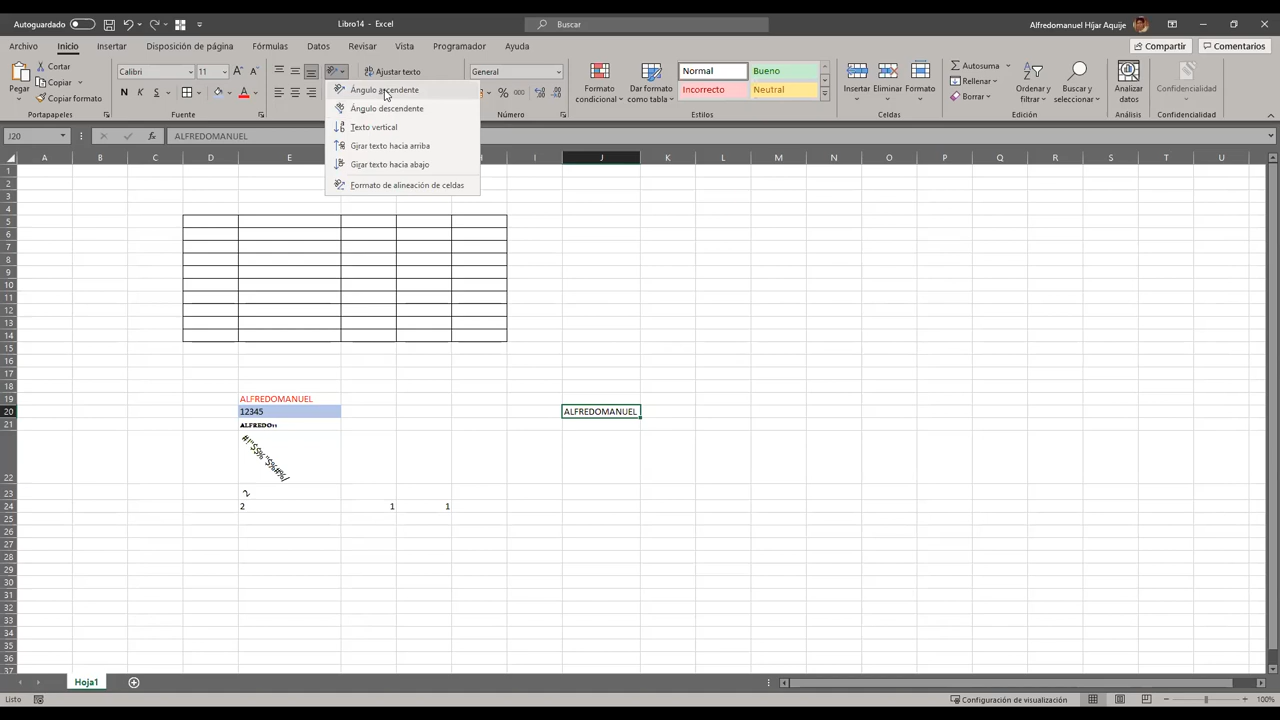 Autoguardado
Libro14 - Excel
Buscar
Alfredomanuel Híjar Aquije
Archivo Inicio Insertar Disposición de página Fórmulas Datos Revisar Vista Programador Ayuda Compartir Comentarios
Pegar
Cortar
Copiar
Copiar formato
Portapapeles
Calibri 11
N K S
General
Número
Ajustar texto
Ángulo ascendente
Ángulo descendente
Texto vertical
Girar texto hacia arriba
Girar texto hacia abajo
Formato de alineación de celdas
Formato condicional
Dar formato como tabla
Normal Bueno
Incorrecto Neutral
Estilos
Insertar Eliminar Formato
Celdas
Autosuma
Rellenar
Borrar
Ordenar y filtrar
Buscar y seleccionar
Edición
Analizar datos
Análisis
Confidencialidad
Confidencialidad
J20 fx ALFREDOMANUEL
A B C D E I J K L M N O P Q R S T U
1
2
3
4
5
6
7
8
9
10
11
12
13
14
15
16
17
18
19 ALFREDOMANUEL
20 12345 ALFREDOMANUEL
21 ALFREDO11
22
23 2
24 2 1 1
25
26
27
28
29
30
31
32
33
34
35
36
37
Hoja1
Listo Configuración de visualización 100%